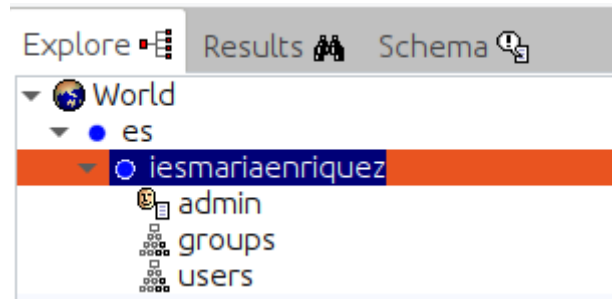 Explore Results Schema
World
es
iesmariaenriquez
admin
groups
users